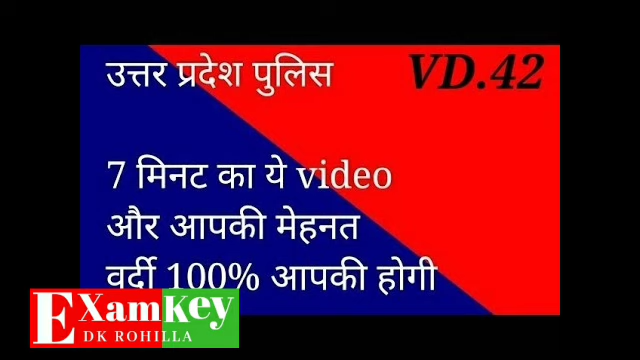 उत्तर प्रदेश पुलिस VD.42
7 मिनट का ये video
और आपकी मेहनत
वर्दी 100% आपकी होगी
EXamKey
DK ROHILLA